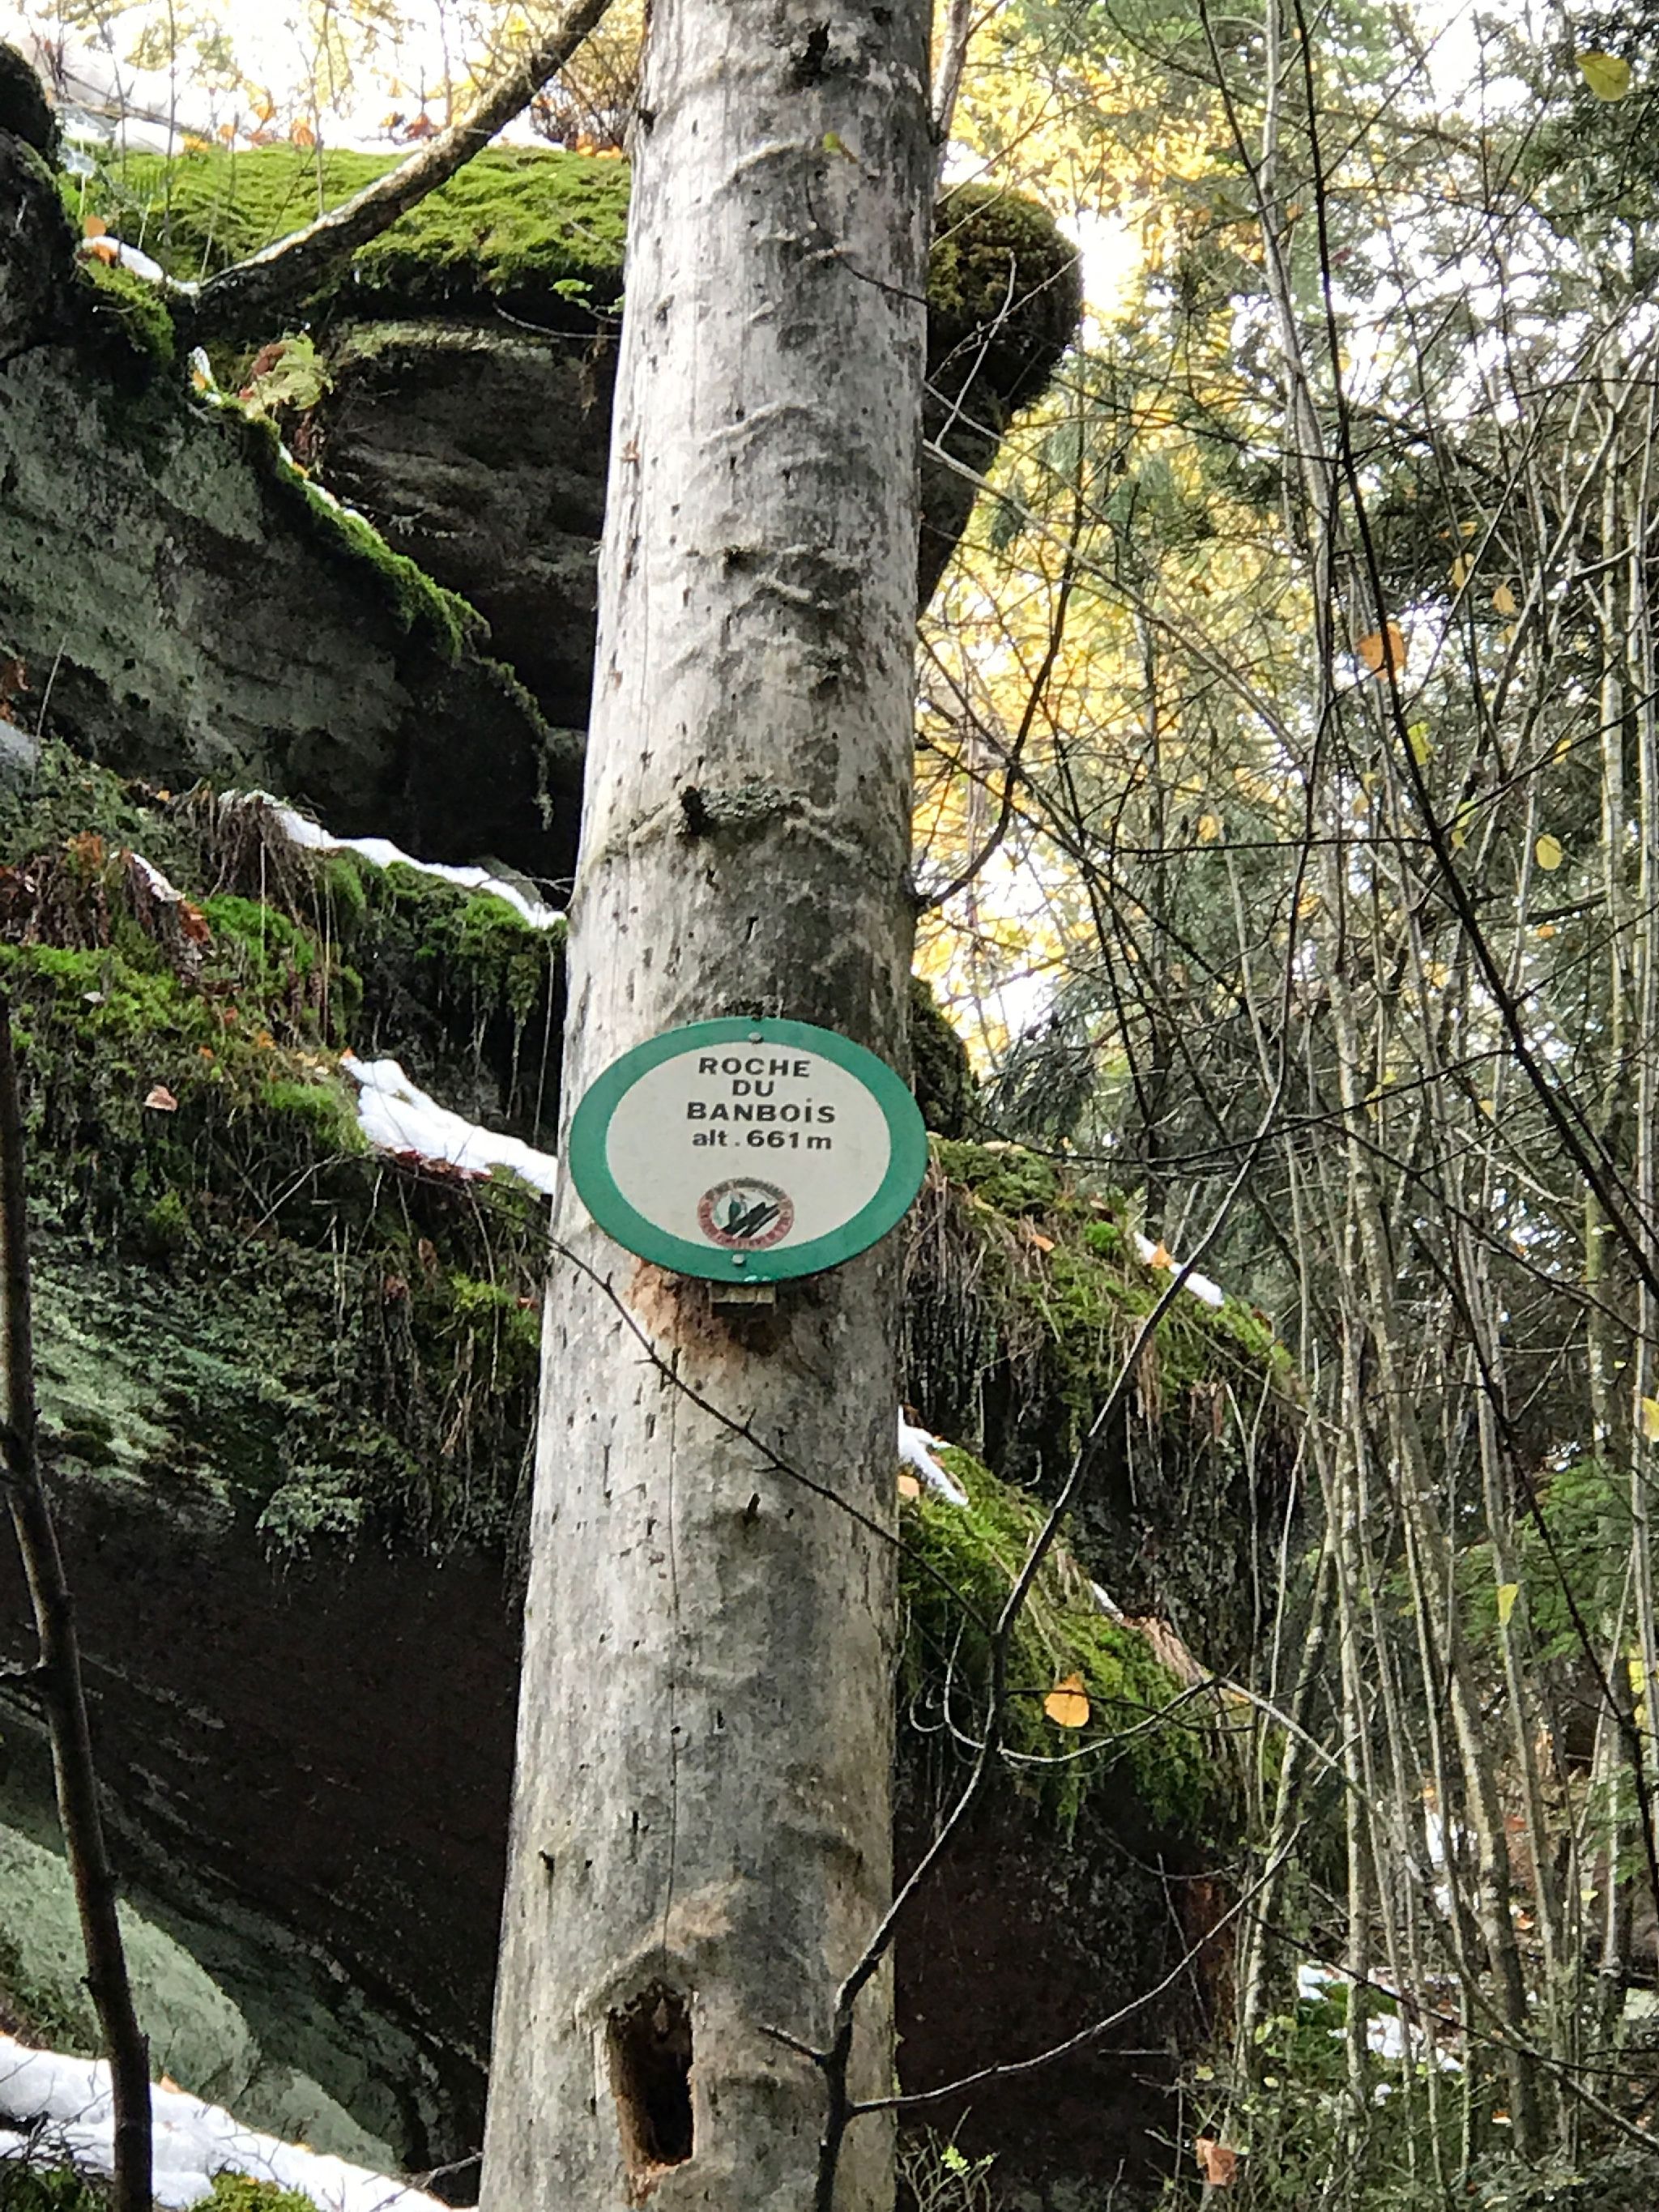 ROCHE
DU
BANBOiS
alt. 661m